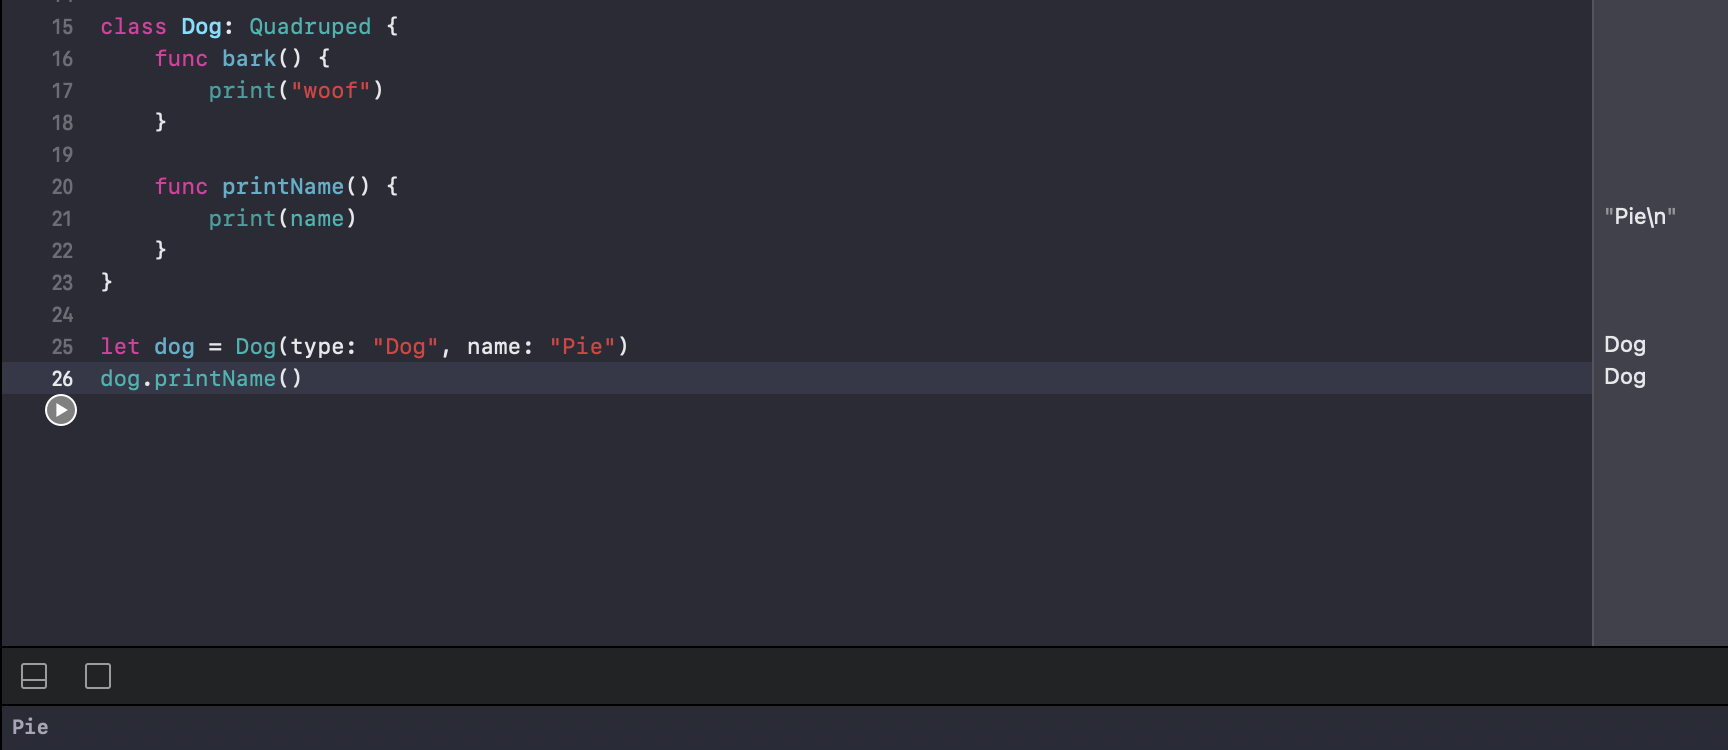 15 class Dog: Quadruped {
16     func bark() {
17         print("woof")
18     }
19
20     func printName() {
21         print(name) "Pie\n"
22     }
23 }
24
25 let dog = Dog(type: "Dog", name: "Pie") Dog
26 dog.printName() Dog
Pie